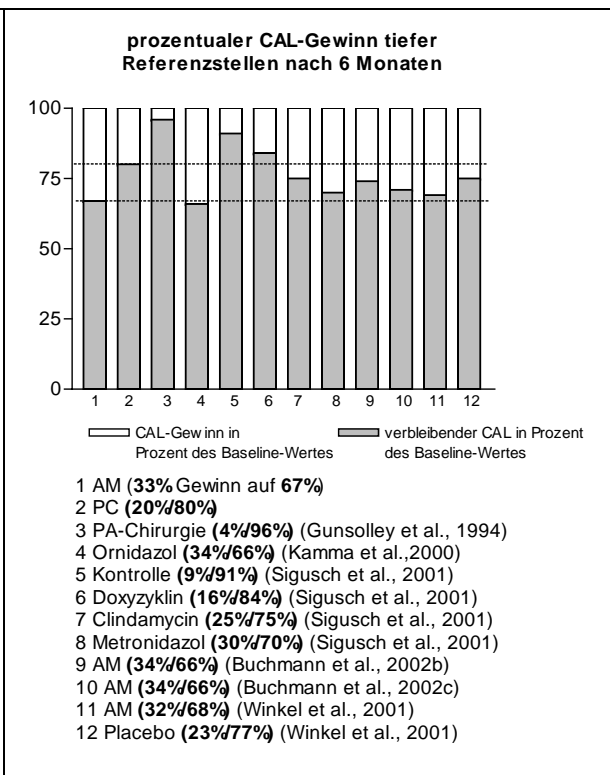 prozentualer CAL-Gewinn tiefer
Referenzstellen nach 6 Monaten
100
75
50
25
0
1 2 3 4 5 6 7 8 9 10 11 12
CAL-Gewinn in
Prozent des Baseline-Wertes
verbleibender CAL in Prozent
des Baseline-Wertes
1 AM (33% Gewinn auf 67%)
2 PC (20%/80%)
3 PA-Chirurgie (4%/96%) (Gunsolley et al., 1994)
4 Ornidazol (34%/66%) (Kamma et al.,2000)
5 Kontrolle (9%/91%) (Sigusch et al., 2001)
6 Doxyzyklin (16%/84%) (Sigusch et al., 2001)
7 Clindamycin (25%/75%) (Sigusch et al., 2001)
8 Metronidazol (30%/70%) (Sigusch et al., 2001)
9 AM (34%/66%) (Buchmann et al., 2002b)
10 AM (34%/66%) (Buchmann et al., 2002c)
11 AM (32%/68%) (Winkel et al., 2001)
12 Placebo (23%/77%) (Winkel et al., 2001)